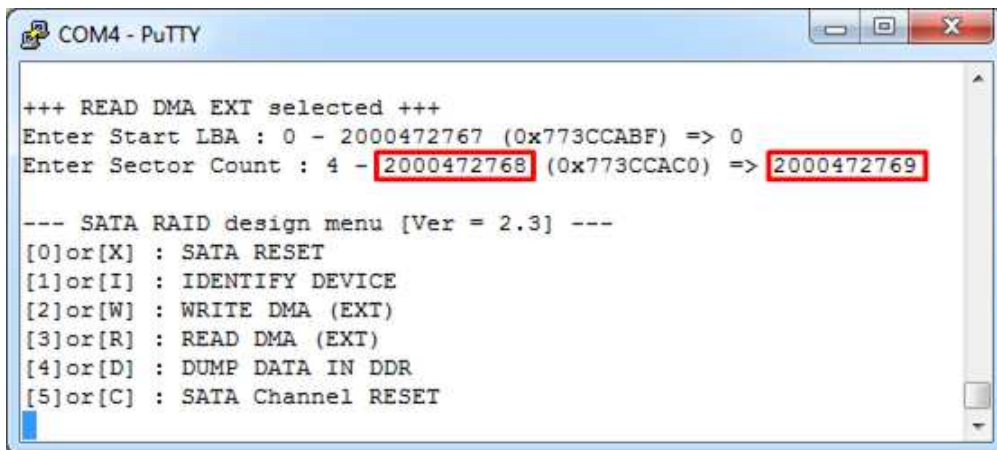 COM4 - PuTTY
+++ READ DMA EXT selected +++
Enter Start LBA : 0 - 2000472767 (0x773CCABF) => 0
Enter Sector Count : 4 - 2000472768 (0x773CCAC0) => 2000472769
--- SATA RAID design menu [Ver = 2.3] ---
[0]or[X] : SATA RESET
[1]or[I] : IDENTIFY DEVICE
[2]or[W] : WRITE DMA (EXT)
[3]or[R] : READ DMA (EXT)
[4]or[D] : DUMP DATA IN DDR
[5]or[C] : SATA Channel RESET